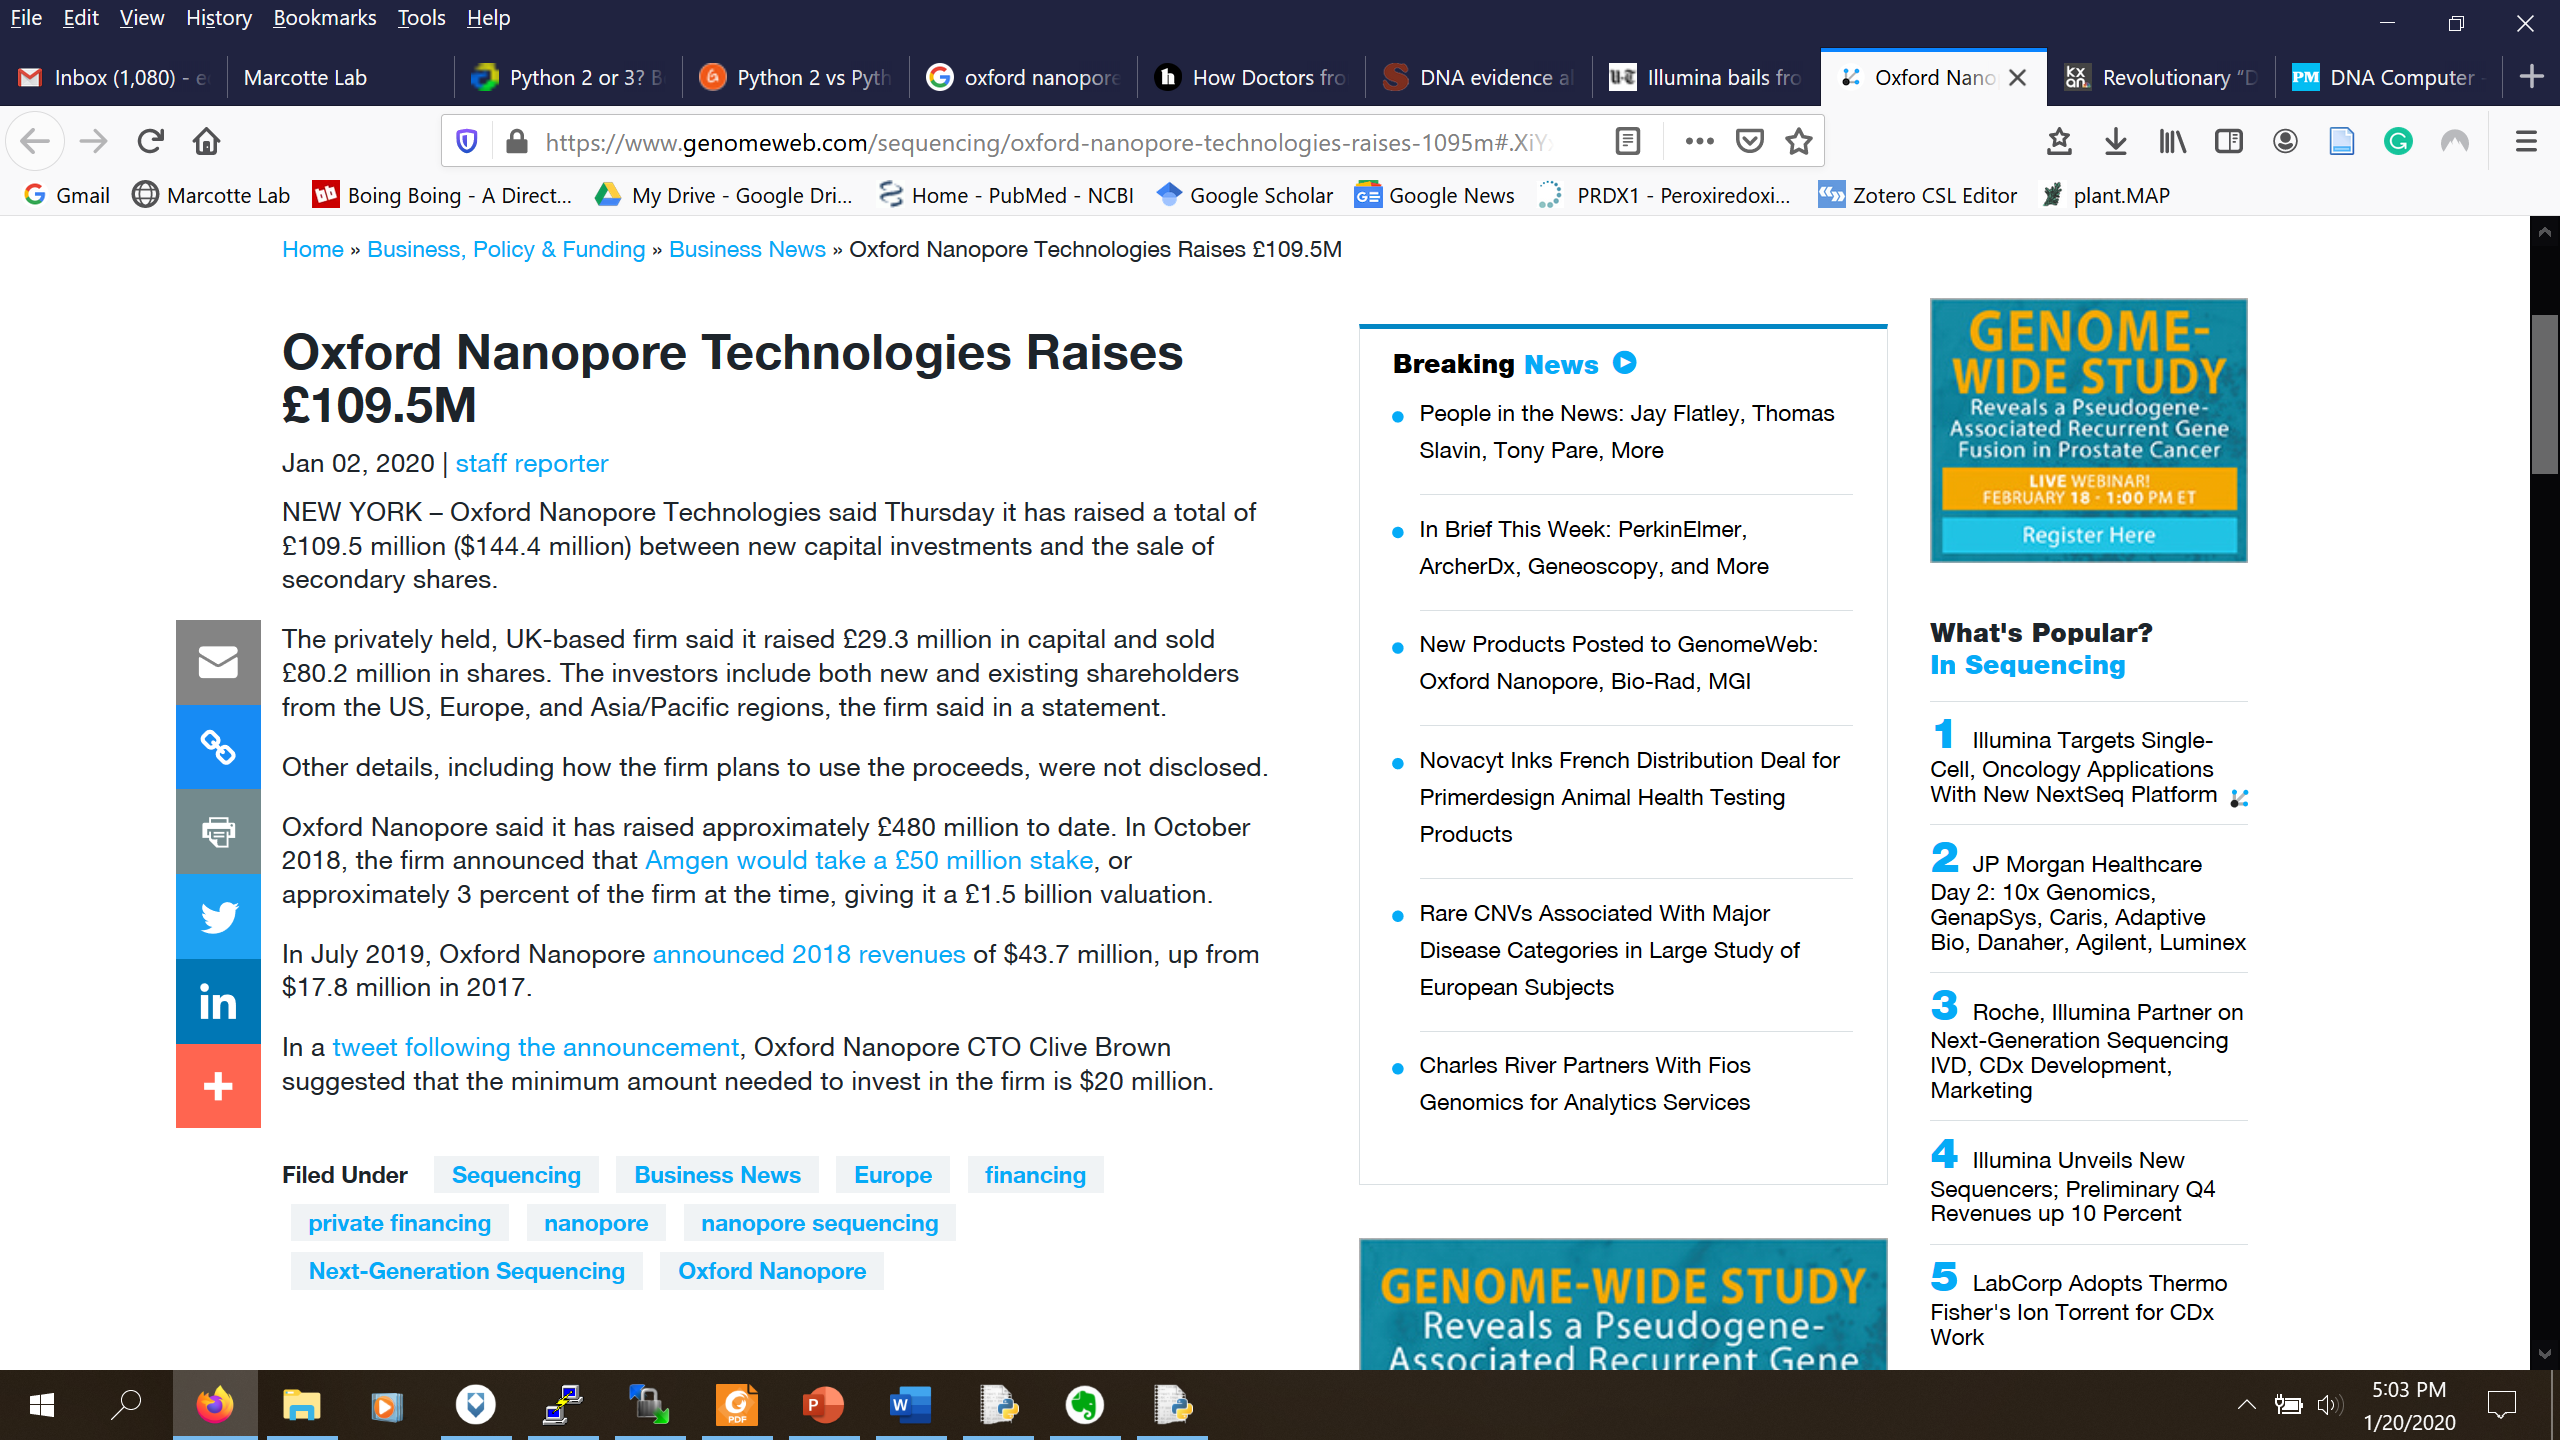 File Edit View History Bookmarks Tools Help
Inbox (1,080) - e
Marcotte Lab
Python 2 or 3? B
Python 2 vs Pyth
oxford nanopore
How Doctors fro
DNA evidence al
Illumina bails fro
Oxford Nano
Revolutionary "D
DNA Computer -
https://www.genomeweb.com/sequencing/oxford-nanopore-technologies-raises-1095m#.XiYx
Gmail
Marcotte Lab
Boing Boing - A Direct...
My Drive - Google Dri...
Home - PubMed - NCBI
Google Scholar
Google News
PRDX1 - Peroxiredoxi...
Zotero CSL Editor
plant.MAP
Home » Business, Policy & Funding » Business News » Oxford Nanopore Technologies Raises £109.5M
Oxford Nanopore Technologies Raises
£109.5M
Jan 02, 2020 | staff reporter
NEW YORK – Oxford Nanopore Technologies said Thursday it has raised a total of
£109.5 million ($144.4 million) between new capital investments and the sale of
secondary shares.
The privately held, UK-based firm said it raised £29.3 million in capital and sold
£80.2 million in shares. The investors include both new and existing shareholders
from the US, Europe, and Asia/Pacific regions, the firm said in a statement.
Other details, including how the firm plans to use the proceeds, were not disclosed.
Oxford Nanopore said it has raised approximately £480 million to date. In October
2018, the firm announced that Amgen would take a £50 million stake, or
approximately 3 percent of the firm at the time, giving it a £1.5 billion valuation.
In July 2019, Oxford Nanopore announced 2018 revenues of $43.7 million, up from
$17.8 million in 2017.
In a tweet following the announcement, Oxford Nanopore CTO Clive Brown
suggested that the minimum amount needed to invest in the firm is $20 million.
Filed Under Sequencing Business News Europe financing
private financing nanopore nanopore sequencing
Next-Generation Sequencing Oxford Nanopore
Breaking News
People in the News: Jay Flatley, Thomas
Slavin, Tony Pare, More
In Brief This Week: PerkinElmer,
ArcherDx, Geneoscopy, and More
New Products Posted to GenomeWeb:
Oxford Nanopore, Bio-Rad, MGI
Novacyt Inks French Distribution Deal for
Primerdesign Animal Health Testing
Products
Rare CNVs Associated With Major
Disease Categories in Large Study of
European Subjects
Charles River Partners With Fios
Genomics for Analytics Services
GENOME-WIDE STUDY
Reveals a Pseudogene-
Associated Recurrent Gene
GENOME-
WIDE STUDY
Reveals a Pseudogene-
Associated Recurrent Gene
Fusion in Prostate Cancer
LIVE WEBINAR!
FEBRUARY 18 - 1:00 PM ET
Register Here
What's Popular?
In Sequencing
1 Illumina Targets Single-
Cell, Oncology Applications
With New NextSeq Platform
2 JP Morgan Healthcare
Day 2: 10x Genomics,
GenapSys, Caris, Adaptive
Bio, Danaher, Agilent, Luminex
3 Roche, Illumina Partner on
Next-Generation Sequencing
IVD, CDx Development,
Marketing
4 Illumina Unveils New
Sequencers; Preliminary Q4
Revenues up 10 Percent
5 LabCorp Adopts Thermo
Fisher's Ion Torrent for CDx
Work
5:03 PM
1/20/2020